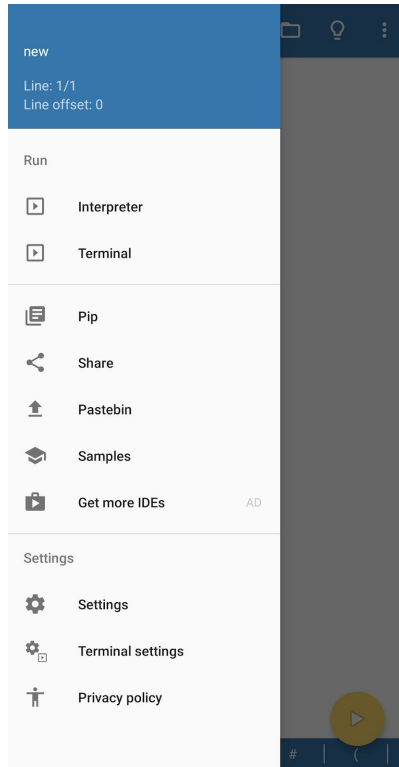 new
Line: 1/1
Line offset: 0
Run
Interpreter
Terminal
Pip
Share
Pastebin
Samples
Get more IDEs AD
Settings
Settings
Terminal settings
Privacy policy
# (